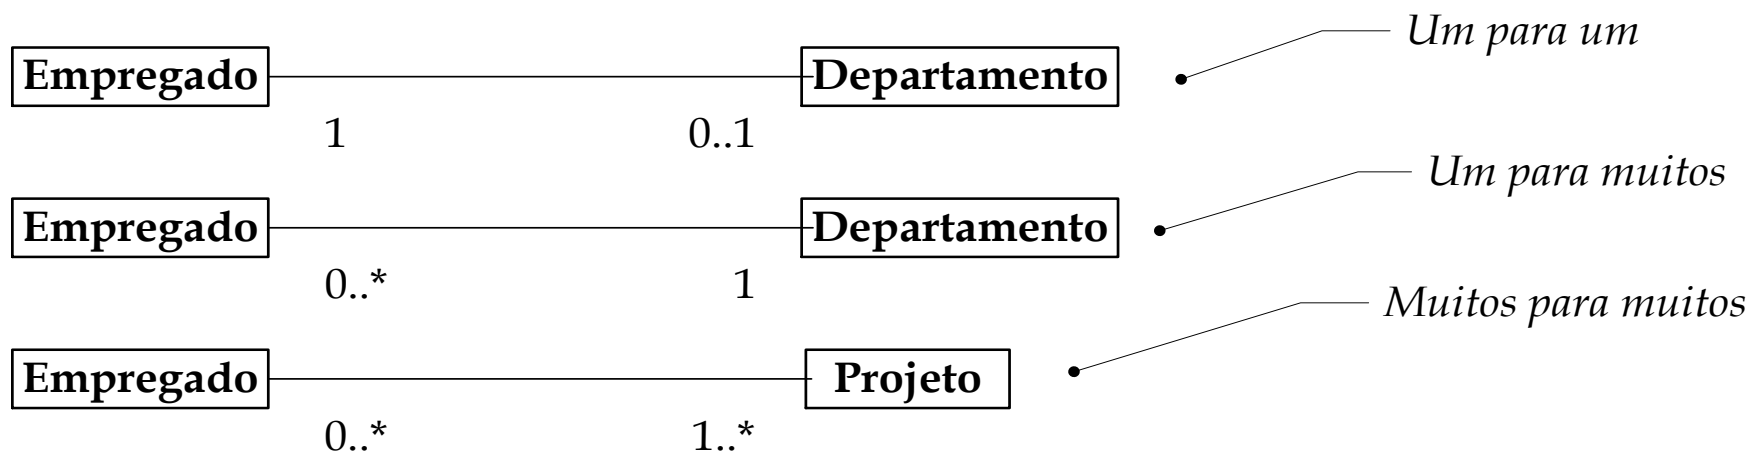 Um para um
Empregado Departamento
1 0..1
Um para muitos
Empregado Departamento
0..* 1
Muitos para muitos
Empregado Projeto
0..* 1..*